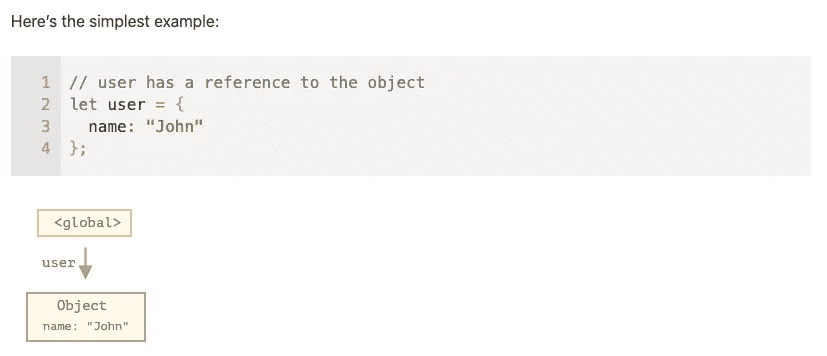 Here's the simplest example:
1 // user has a reference to the object
2 let user = {
3 name: "John"
4 };
<global>
user
Object
name: "John"